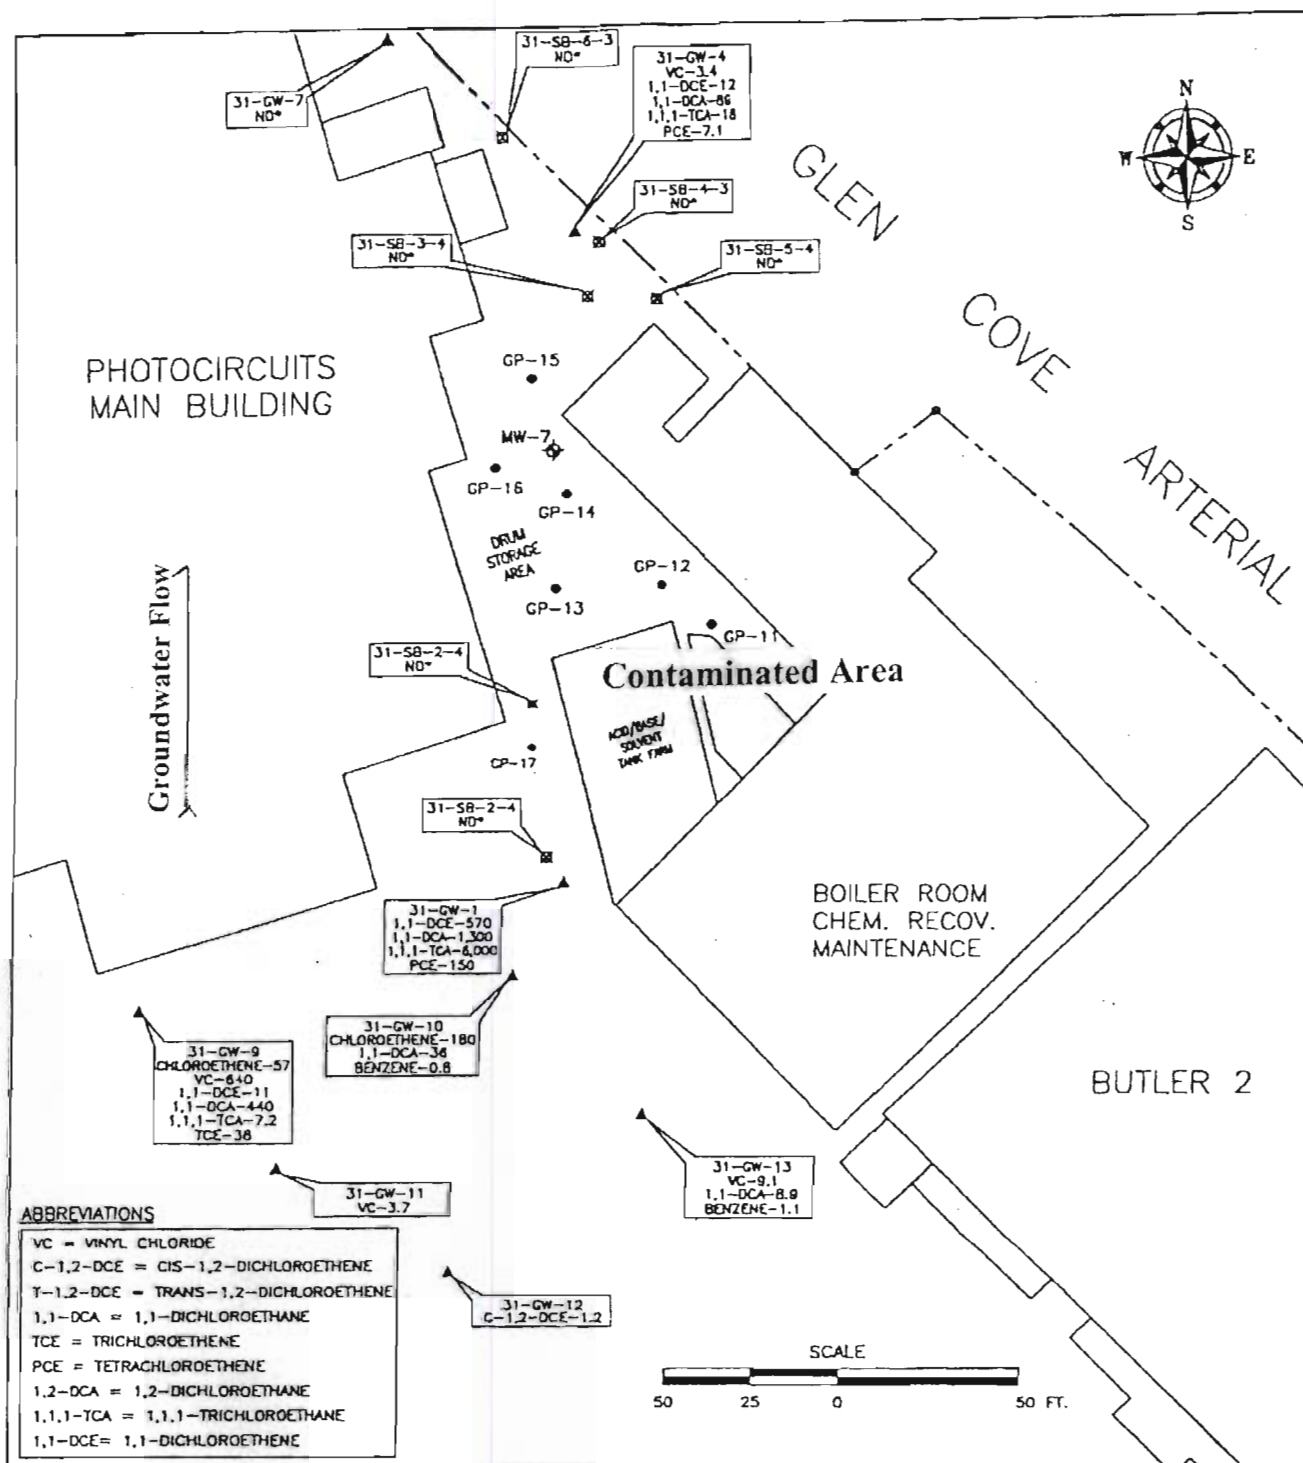 31-SB-6-3
ND*
31-GW-4
VC-3.4
1,1-DCE-12
1,1-DCA-86
1,1,1-TCA-18
PCE-7.1
31-GW-7
ND*
N
W
E
S
GLEN
COVE
ARTERIAL
31-SB-4-3
ND*
31-SB-3-4
ND*
31-SB-5-4
ND*
PHOTOCIRCUITS
MAIN BUILDING
GP-15
MW-7
GP-16
GP-14
DRUM
STORAGE
AREA
GP-12
GP-13
GP-11
Groundwater Flow
31-SB-2-4
ND*
Contaminated Area
ACID/BASE/
SOLVENT
TANK FARM
GP-17
31-SB-2-4
ND*
31-GW-1
1,1-DCE-570
1,1-DCA-1,300
1,1,1-TCA-6,000
PCE-150
BOILER ROOM
CHEM. RECOV.
MAINTENANCE
31-GW-10
CHLOROETHENE-180
1,1-DCA-36
BENZENE-0.8
31-GW-9
CHLOROETHENE-57
VC-640
1,1-DCE-11
1,1-DCA-440
1,1,1-TCA-7.2
TCE-38
BUTLER 2
31-GW-13
VC-9.1
1,1-DCA-8.9
BENZENE-1.1
31-GW-11
VC-3.7
31-GW-12
C-1,2-DCE-1.2
ABBREVIATIONS
VC = VINYL CHLORIDE
C-1,2-DCE = CIS-1,2-DICHLOROETHENE
T-1,2-DCE = TRANS-1,2-DICHLOROETHENE
1,1-DCA = 1,1-DICHLOROETHANE
TCE = TRICHLOROETHENE
PCE = TETRACHLOROETHENE
1,2-DCA = 1,2-DICHLOROETHANE
1,1,1-TCA = 1,1,1-TRICHLOROETHANE
1,1-DCE= 1,1-DICHLOROETHENE
SCALE
50 25 0 50 FT.